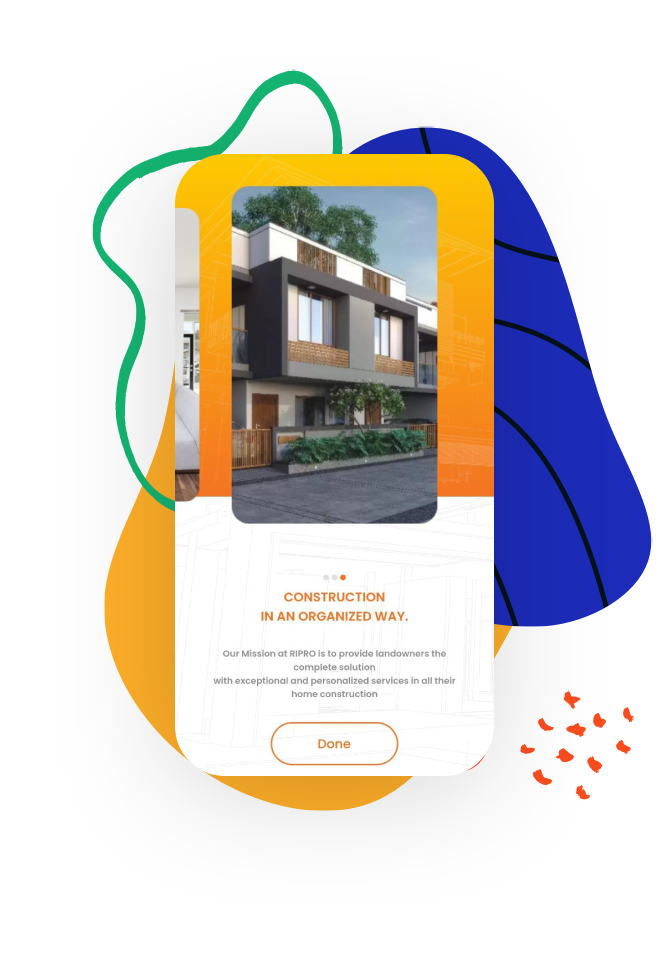 CONSTRUCTION
IN AN ORGANIZED WAY.
Our Mission at RIPRO is to provide landowners the
complete solution
with exceptional and personalized services in all their
home construction
Done